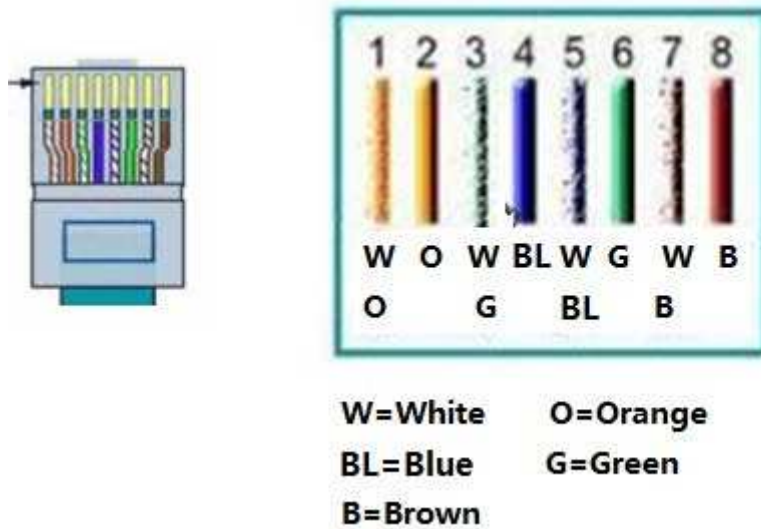 1 2 3 4 5 6 7 8
W O W BL W G W B
O G BL B
W=White O=Orange
BL=Blue G=Green
B=Brown